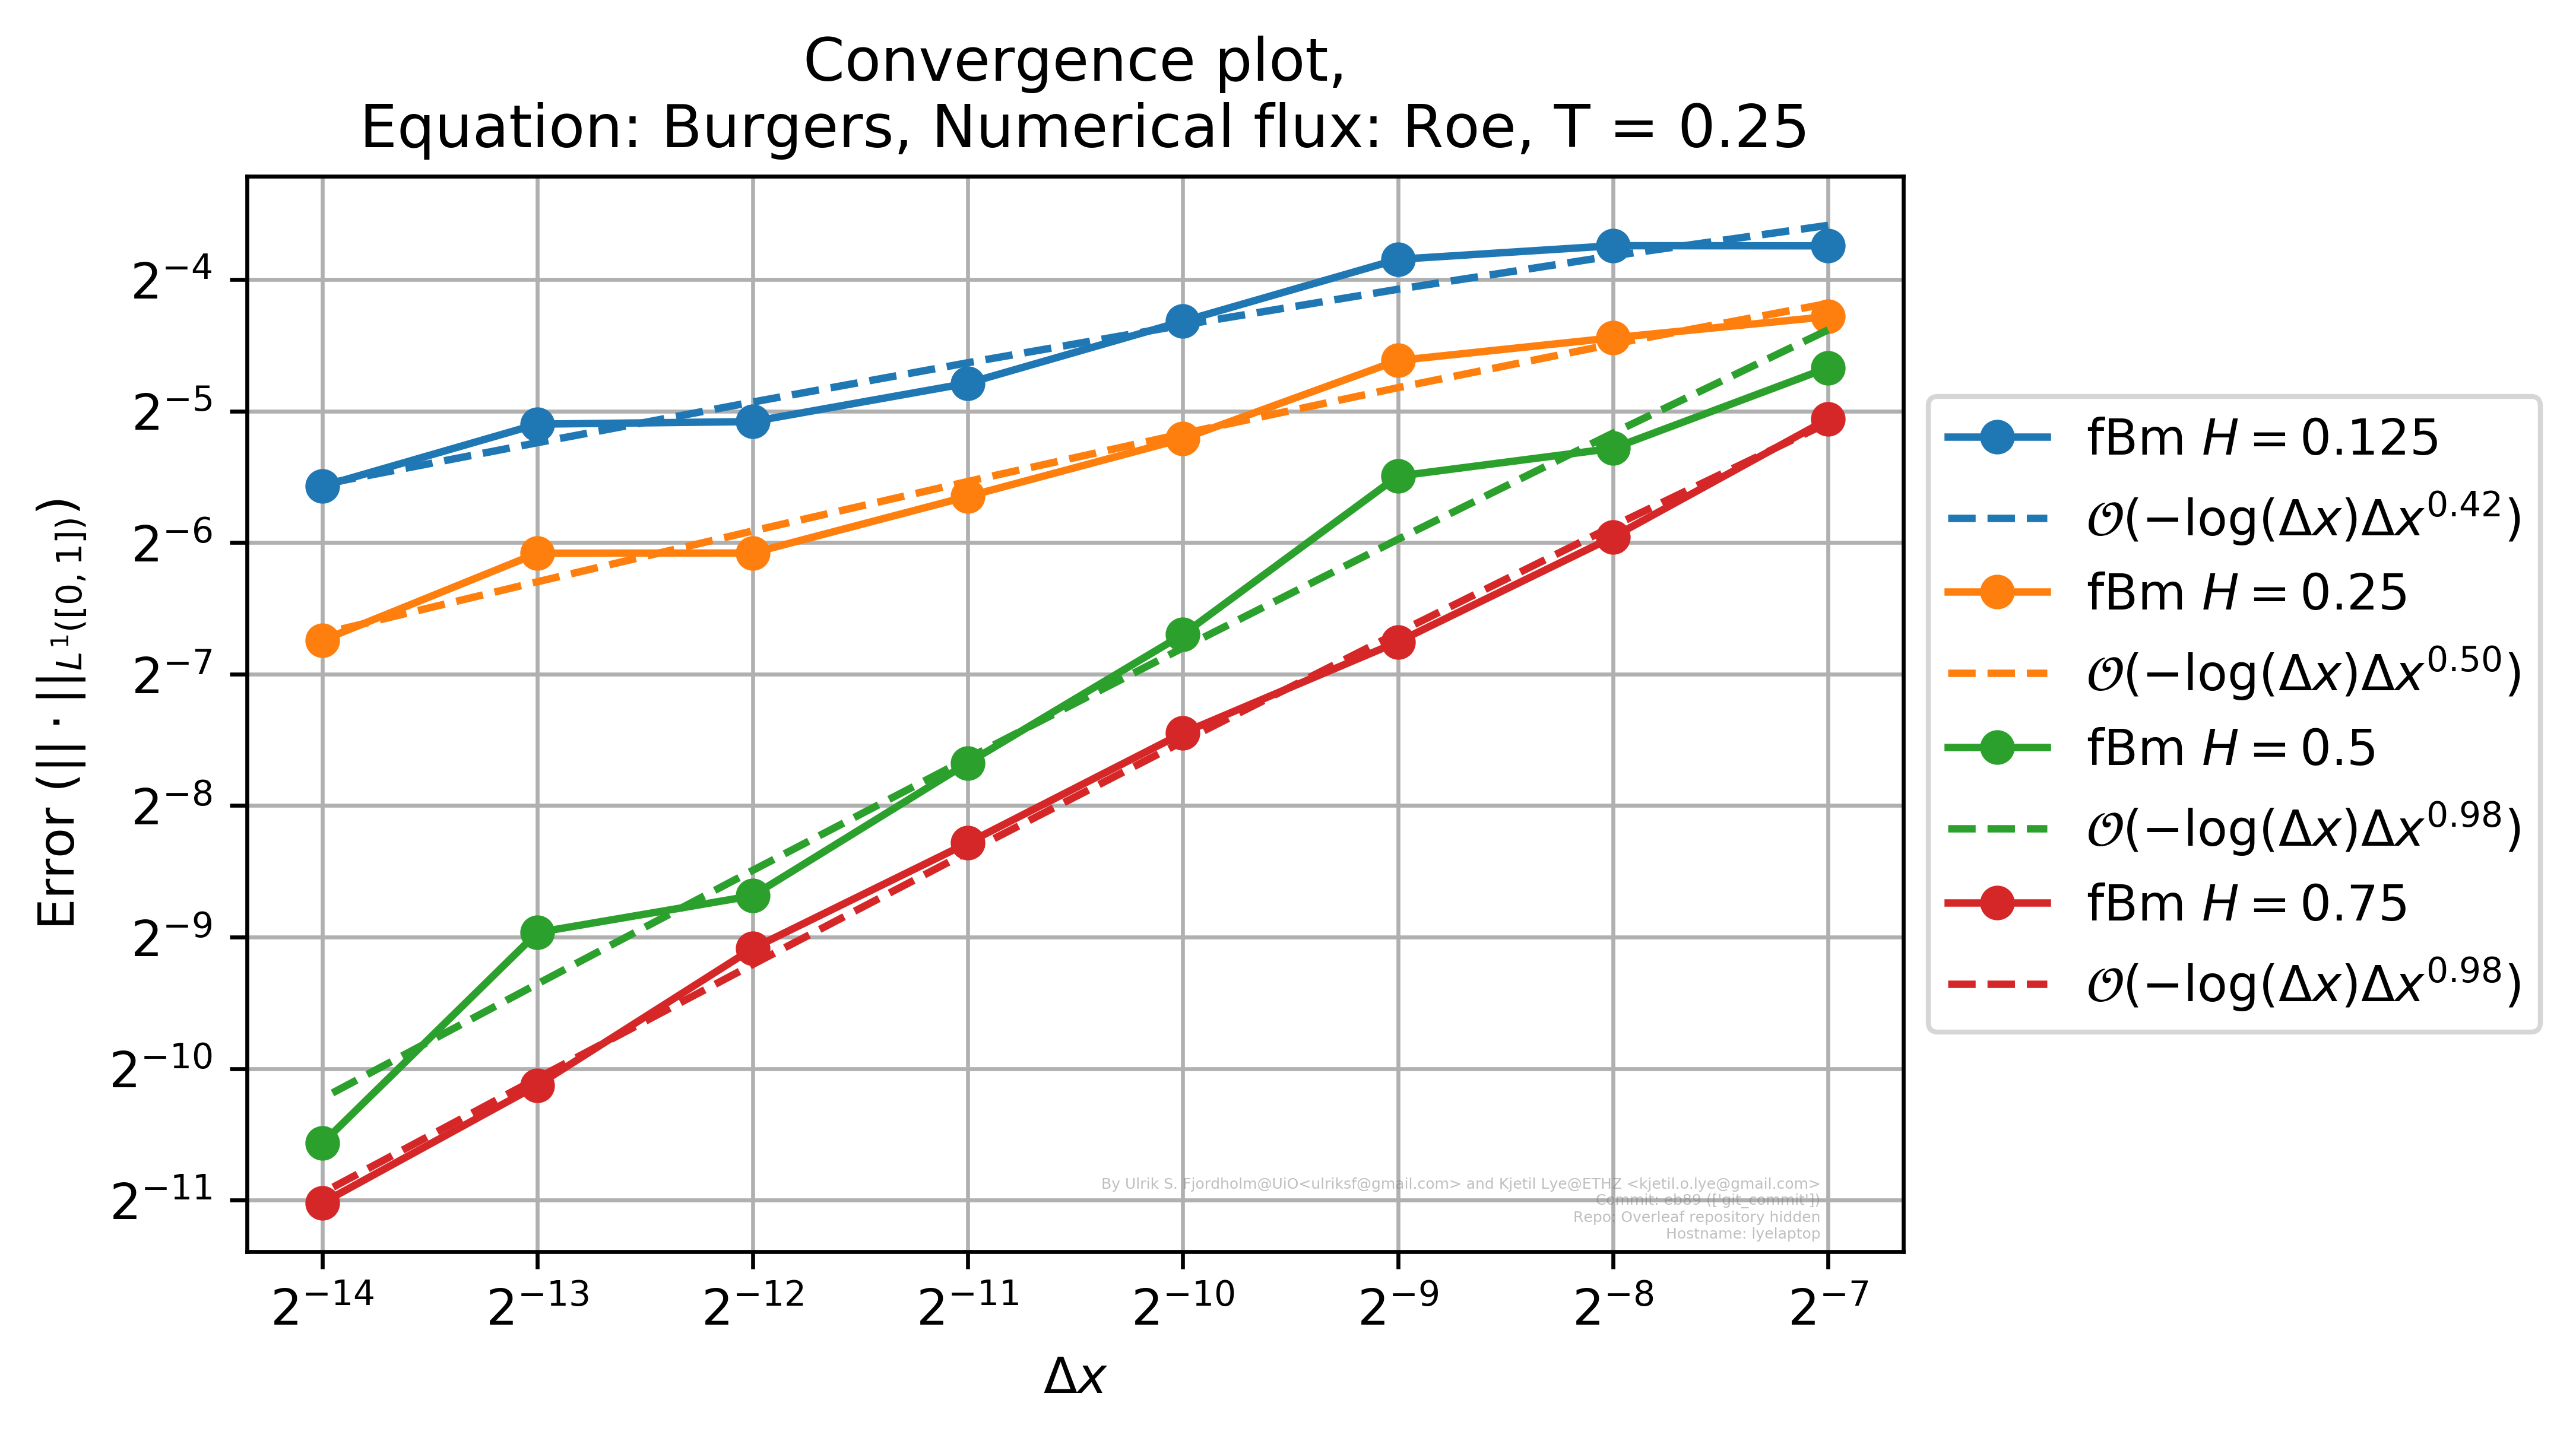 Convergence plot,
Equation: Burgers, Numerical flux: Roe, T = 0.25
Error (||·||_{L^1([0,1])})
2^{-4}
2^{-5}
2^{-6}
2^{-7}
2^{-8}
2^{-9}
2^{-10}
2^{-11}
2^{-14} 2^{-13} 2^{-12} 2^{-11} 2^{-10} 2^{-9} 2^{-8} 2^{-7}
Δx
fBm H = 0.125
𝒪(−log(Δx)Δx^{0.42})
fBm H = 0.25
𝒪(−log(Δx)Δx^{0.50})
fBm H = 0.5
𝒪(−log(Δx)Δx^{0.98})
fBm H = 0.75
𝒪(−log(Δx)Δx^{0.98})
By Ulrik S. Fjordholm@UiO<ulriksf@gmail.com> and Kjetil Lye@ETHZ <kjetil.o.lye@gmail.com>
Commit: eb89 (['git_commit'])
Repo: Overleaf repository hidden
Hostname: lyelaptop